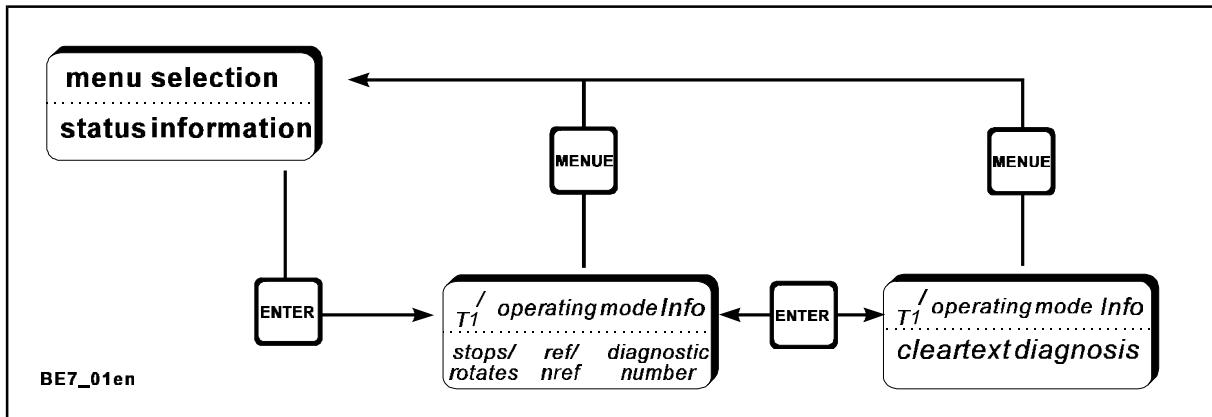 menu selection
status information
MENUE
MENUE
ENTER
T1/ operating mode Info
stops/ ref/ diagnostic
rotates nref number
ENTER
T1/ operating mode Info
cleartext diagnosis
BE7_01en